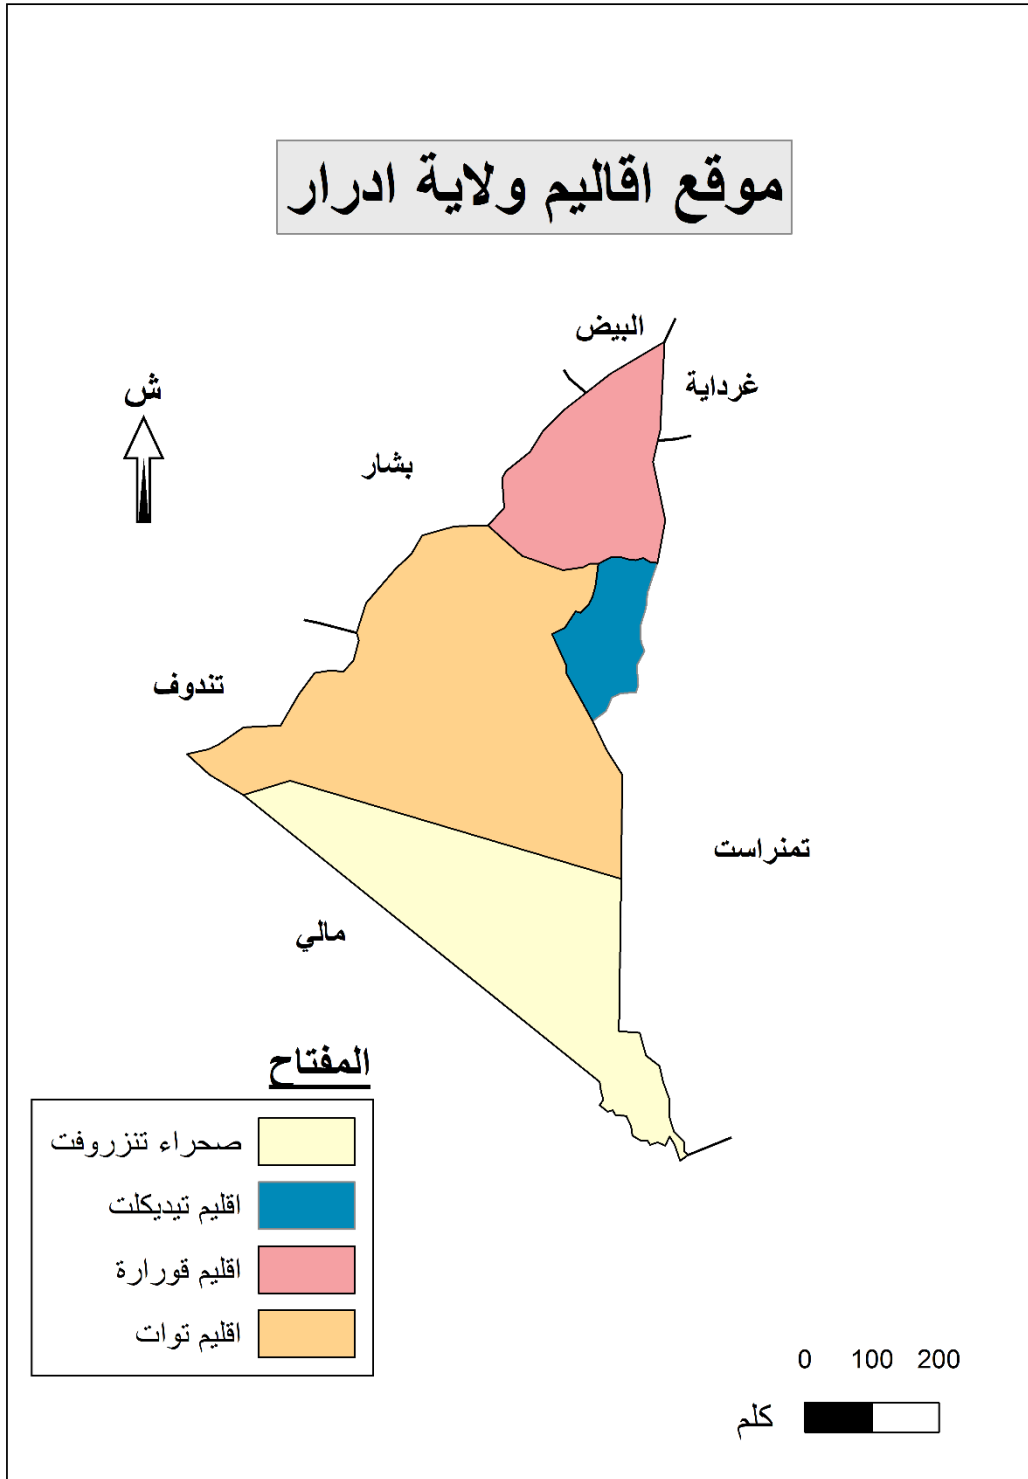 موقع اقاليم ولاية ادرار
البيض
غرداية
ش
بشار
تندوف
تمنراست
مالي
المفتاح
صحراء تنزروفت
اقليم تيديكلت
اقليم قورارة
اقليم توات
0 100 200
كلم